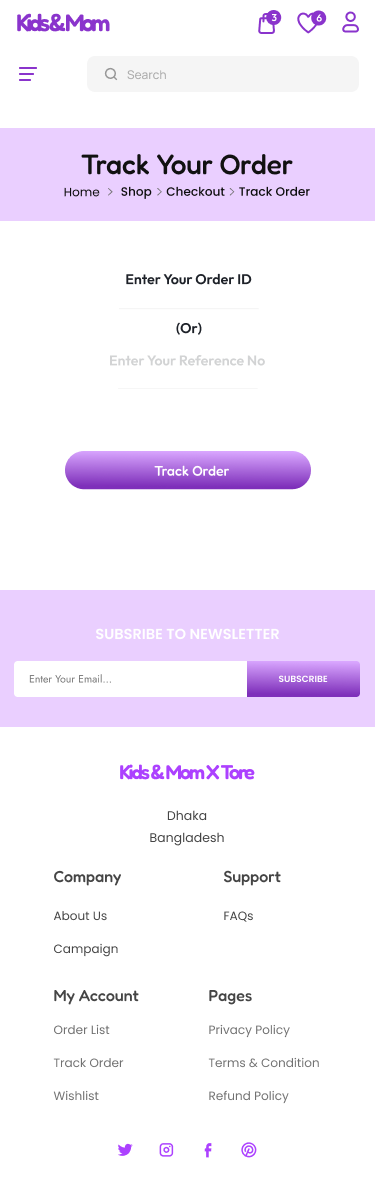 Kids&Mom
3
6
Search
Track Your Order
Home > Shop > Checkout > Track Order
Enter Your Order ID
(Or)
Enter Your Reference No
Track Order
SUBSRIBE TO NEWSLETTER
Enter Your Email...
SUBSCRIBE
Kids & Mom X Tore
Dhaka
Bangladesh
Company
About Us
Campaign
Support
FAQs
My Account
Order List
Track Order
Wishlist
Pages
Privacy Policy
Terms & Condition
Refund Policy